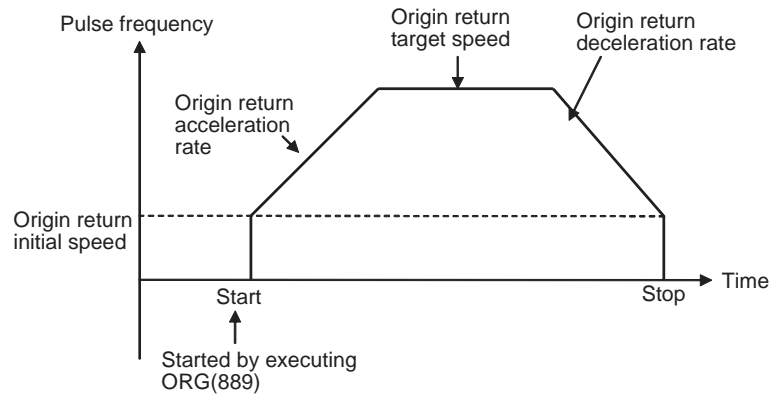 Pulse frequency
Origin return
target speed
Origin return
deceleration rate
Origin return
acceleration
rate
Origin return
initial speed
Start
Stop
Time
Started by executing
ORG(889)